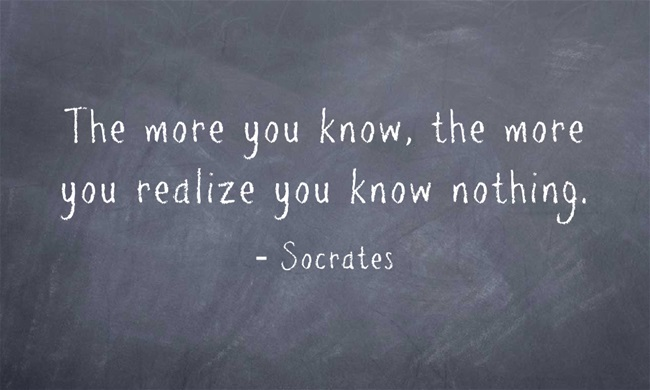 The more you know, the more
you realize you know nothing.
- Socrates